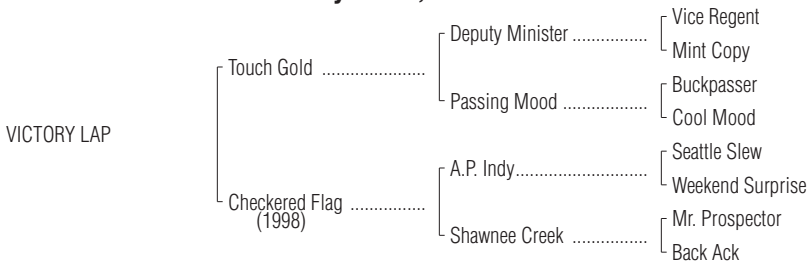 Vice Regent
Deputy Minister ................
Mint Copy
Touch Gold ......................
Buckpasser
Passing Mood ..................
Cool Mood
VICTORY LAP
Seattle Slew
A.P. Indy......................
Weekend Surprise
Checkered Flag ................
(1998)
Mr. Prospector
Shawnee Creek ................
Back Ack